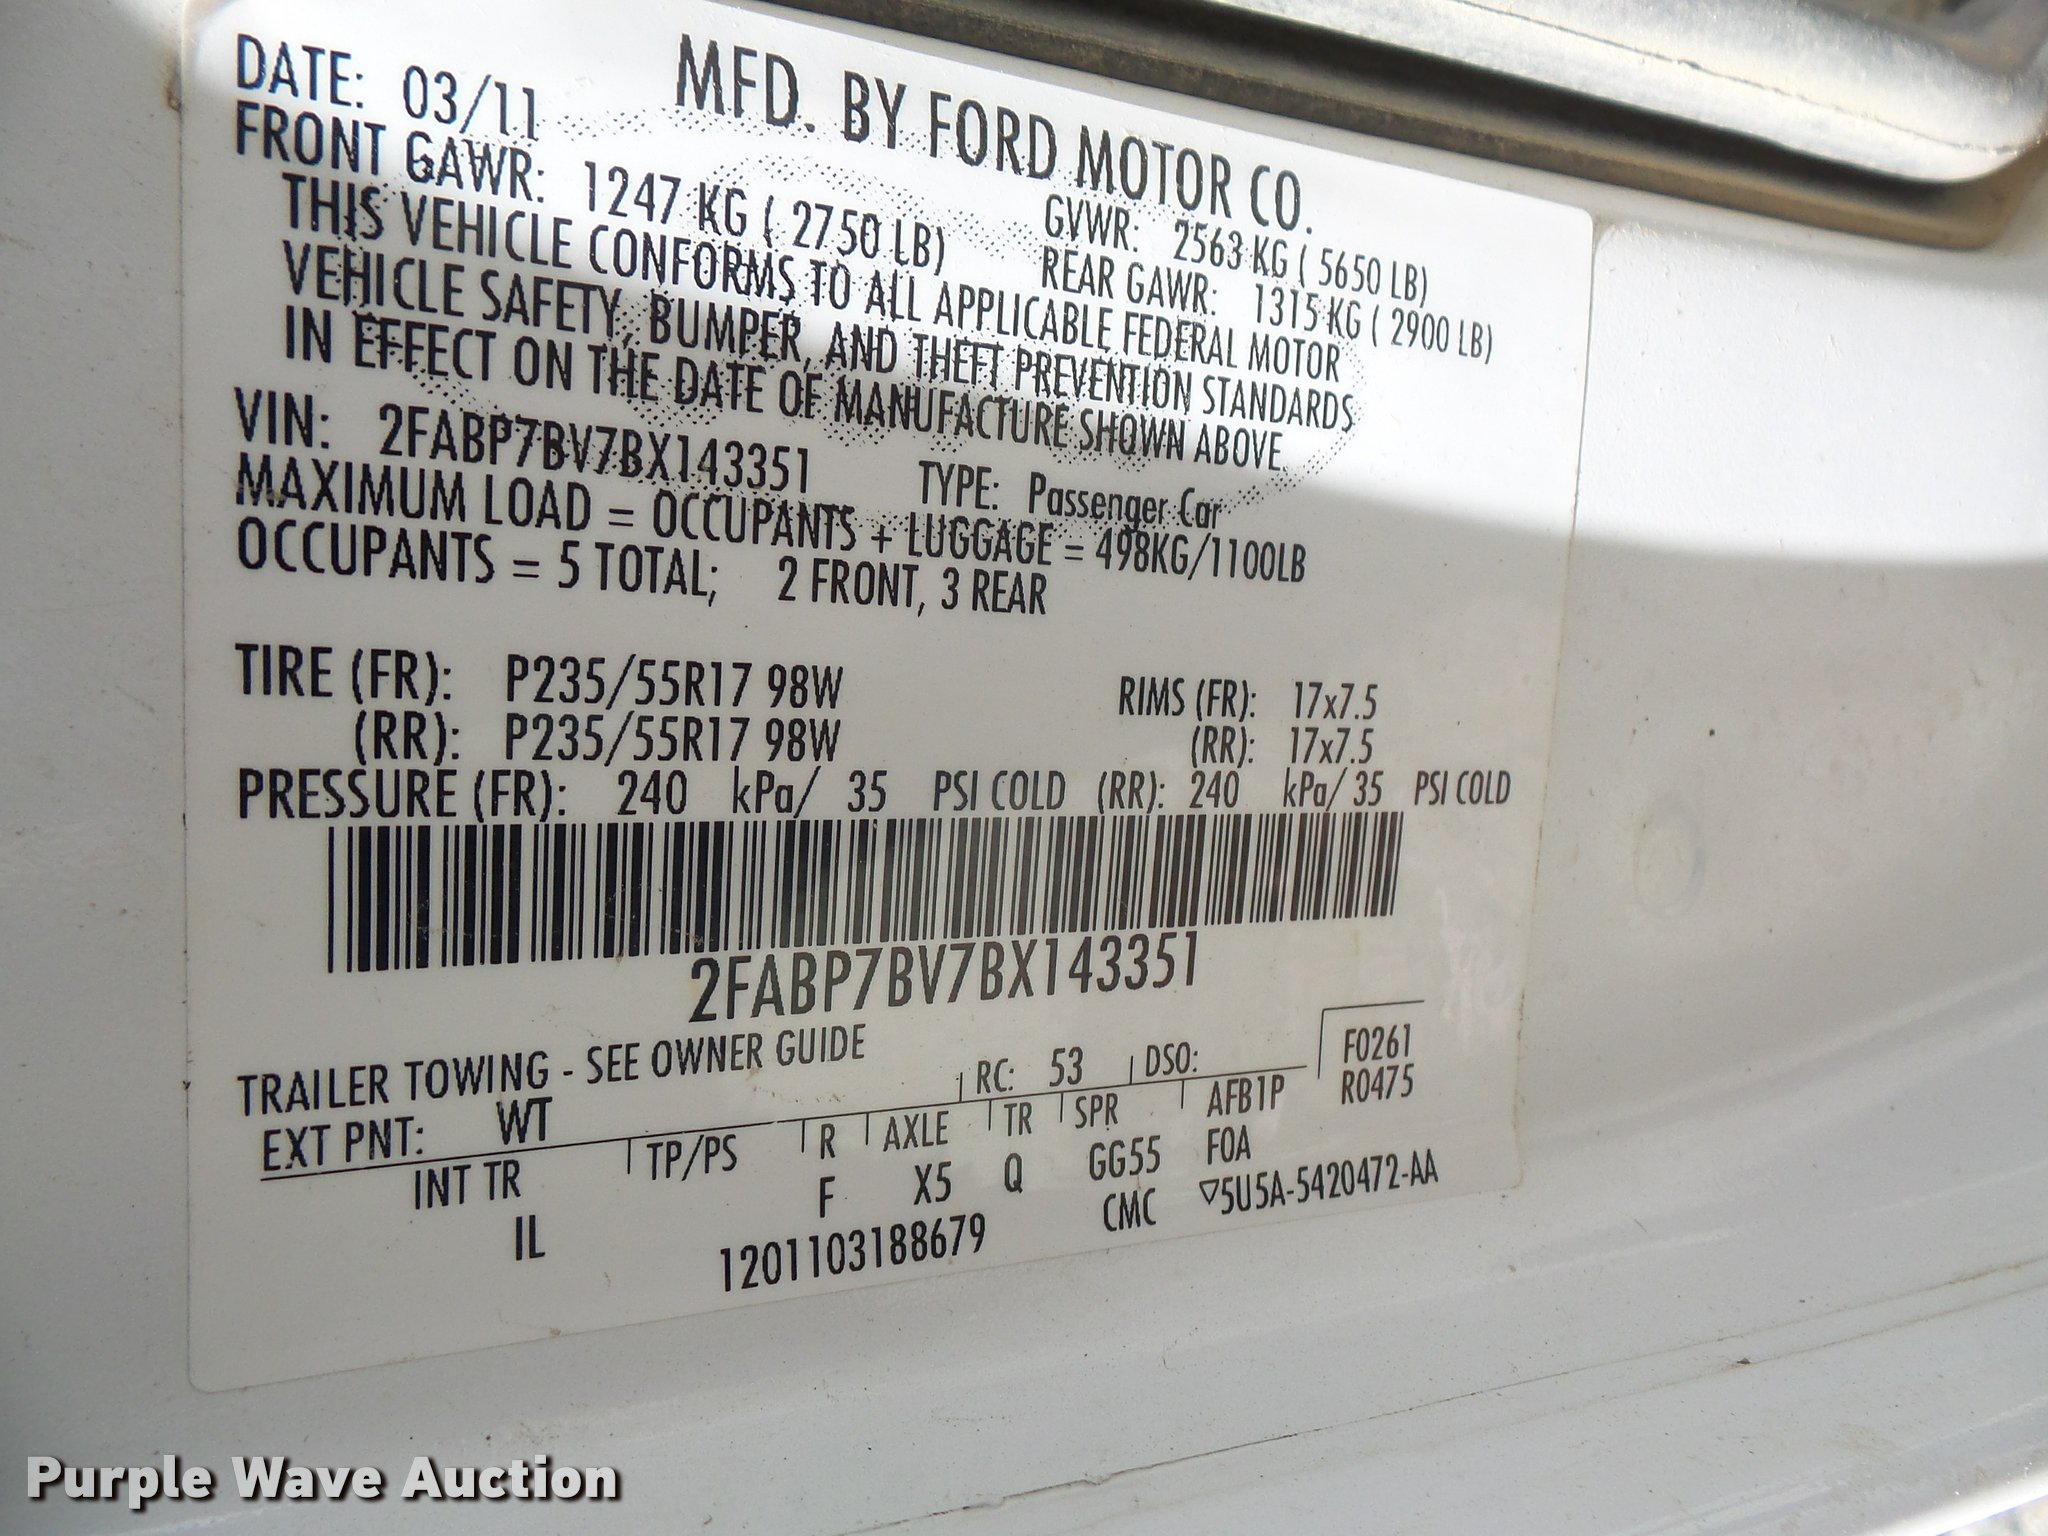 MFD. BY FORD MOTOR CO.
DATE: 03/11 GVWR: 2563 KG ( 5650 LB)
FRONT GAWR: 1247 KG ( 2750 LB) REAR GAWR: 1315 KG ( 2900 LB)
THIS VEHICLE CONFORMS TO ALL APPLICABLE FEDERAL MOTOR
VEHICLE SAFETY, BUMPER, AND THEFT PREVENTION STANDARDS
IN EFFECT ON THE DATE OF MANUFACTURE SHOWN ABOVE.
VIN: 2FABP7BV7BX143351 TYPE: Passenger Car
MAXIMUM LOAD = OCCUPANTS + LUGGAGE = 498KG/1100LB
OCCUPANTS = 5 TOTAL; 2 FRONT, 3 REAR
TIRE (FR): P235/55R17 98W RIMS (FR): 17x7.5
(RR): P235/55R17 98W (RR): 17x7.5
PRESSURE (FR): 240 kPa/ 35 PSI COLD (RR): 240 kPa/ 35 PSI COLD
2FABP7BV7BX143351
TRAILER TOWING - SEE OWNER GUIDE
EXT PNT: WT RC: 53 DSO: F0261
R0475
INT TR TP/PS R AXLE TR SPR AFB1P
IL F X5 Q GG55 FOA
1201103188679 CMC ▽5U5A-5420472-AA
Purple Wave Auction